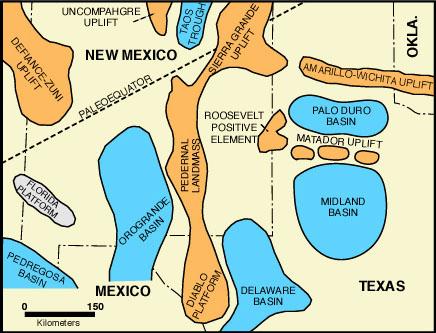 UNCOMPAHGRE
UPLIFT
TAOS
TROUGH
SIERRA GRANDE
UPLIFT
OKLA.
NEW MEXICO
DEFIANCE-ZUNI
UPLIFT
PALEOEQUATOR
AMARILLO-WICHITA UPLIFT
ROOSEVELT
POSITIVE
ELEMENT
PALO DURO
BASIN
MATADOR UPLIFT
PEDERNAL
LANDMASS
FLORIDA
PLATFORM
OROGRANDE
BASIN
MIDLAND
BASIN
PEDREGOSA
BASIN
MEXICO
DIABLO
PLATFORM
DELAWARE
BASIN
TEXAS
0 150
Kilometers